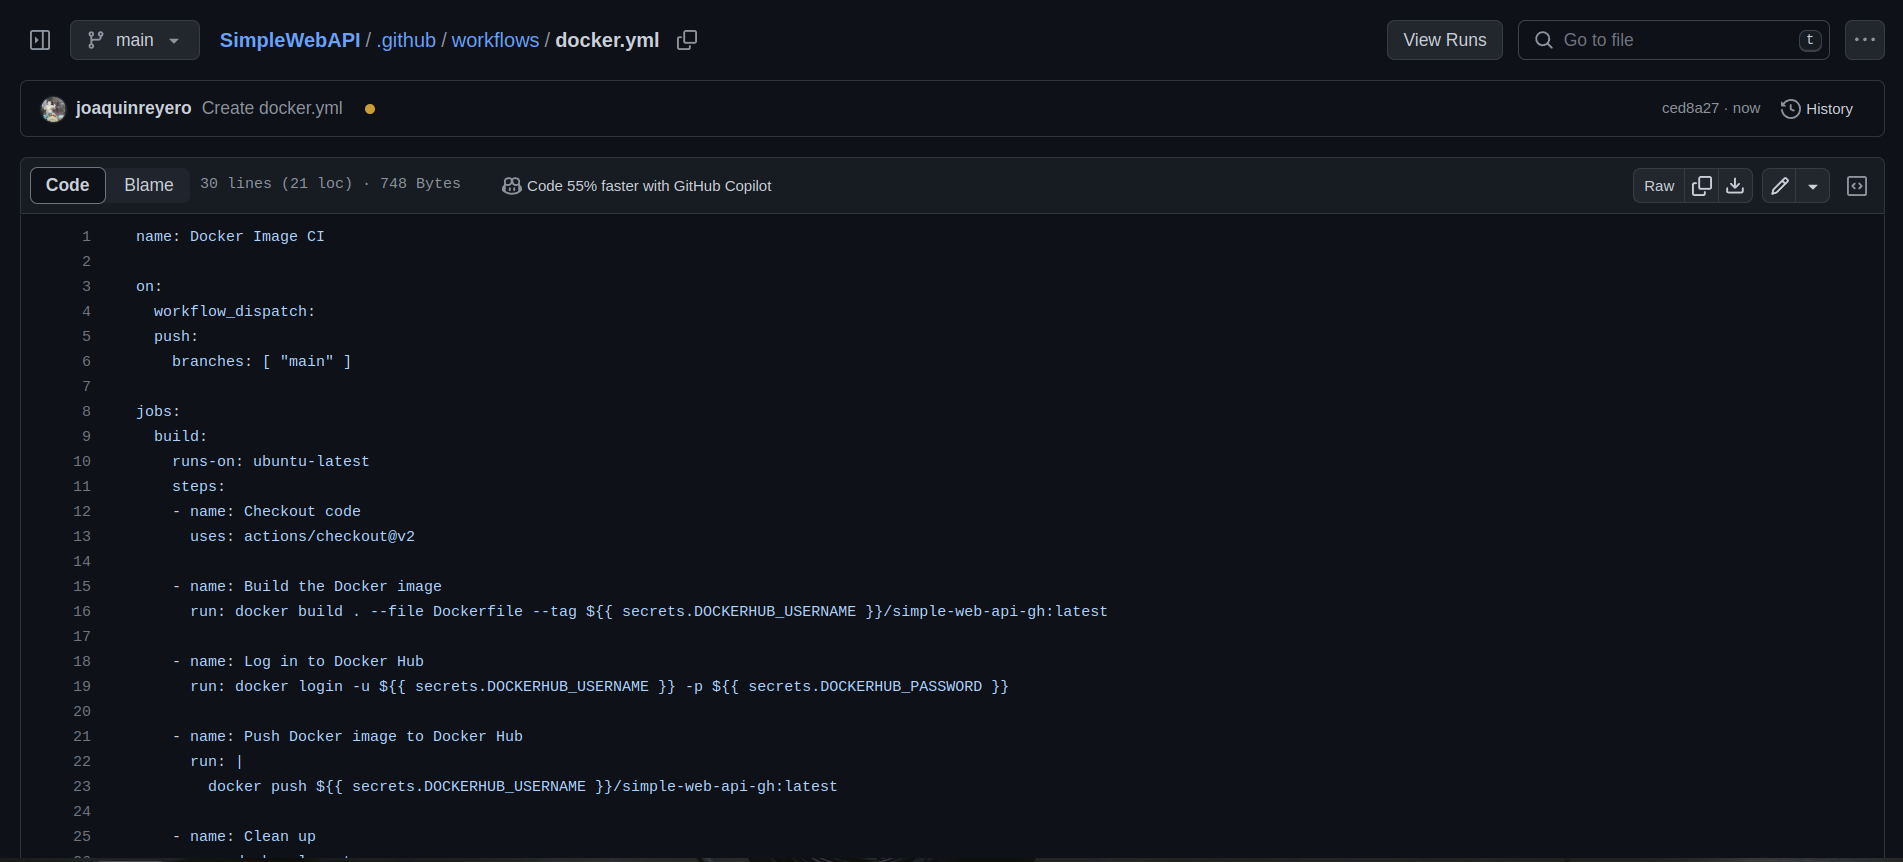 main
SimpleWebAPI / .github / workflows / docker.yml
View Runs
Go to file
t
joaquinreyero Create docker.yml
ced8a27 · now
History
Code
Blame
30 lines (21 loc) · 748 Bytes
Code 55% faster with GitHub Copilot
Raw
1 name: Docker Image CI
2
3 on:
4 workflow_dispatch:
5 push:
6 branches: [ "main" ]
7
8 jobs:
9 build:
10 runs-on: ubuntu-latest
11 steps:
12 - name: Checkout code
13 uses: actions/checkout@v2
14
15 - name: Build the Docker image
16 run: docker build . --file Dockerfile --tag ${{ secrets.DOCKERHUB_USERNAME }}/simple-web-api-gh:latest
17
18 - name: Log in to Docker Hub
19 run: docker login -u ${{ secrets.DOCKERHUB_USERNAME }} -p ${{ secrets.DOCKERHUB_PASSWORD }}
20
21 - name: Push Docker image to Docker Hub
22 run: |
23 docker push ${{ secrets.DOCKERHUB_USERNAME }}/simple-web-api-gh:latest
24
25 - name: Clean up